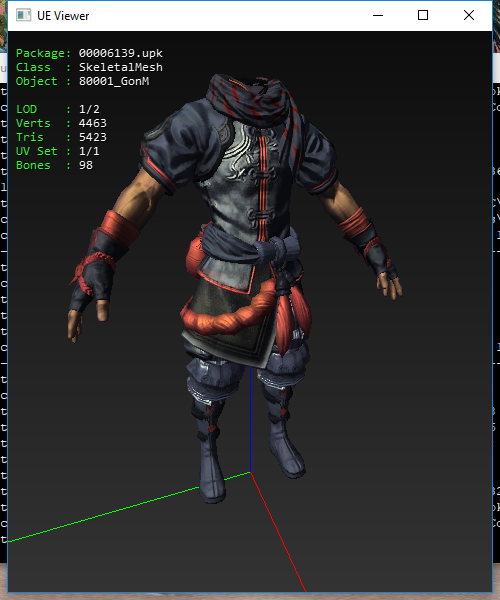 UE Viewer
Package: 00006139.upk
Class : SkeletalMesh
Object : 80001_GonM
LOD : 1/2
Verts : 4463
Tris : 5423
UV Set : 1/1
Bones : 98